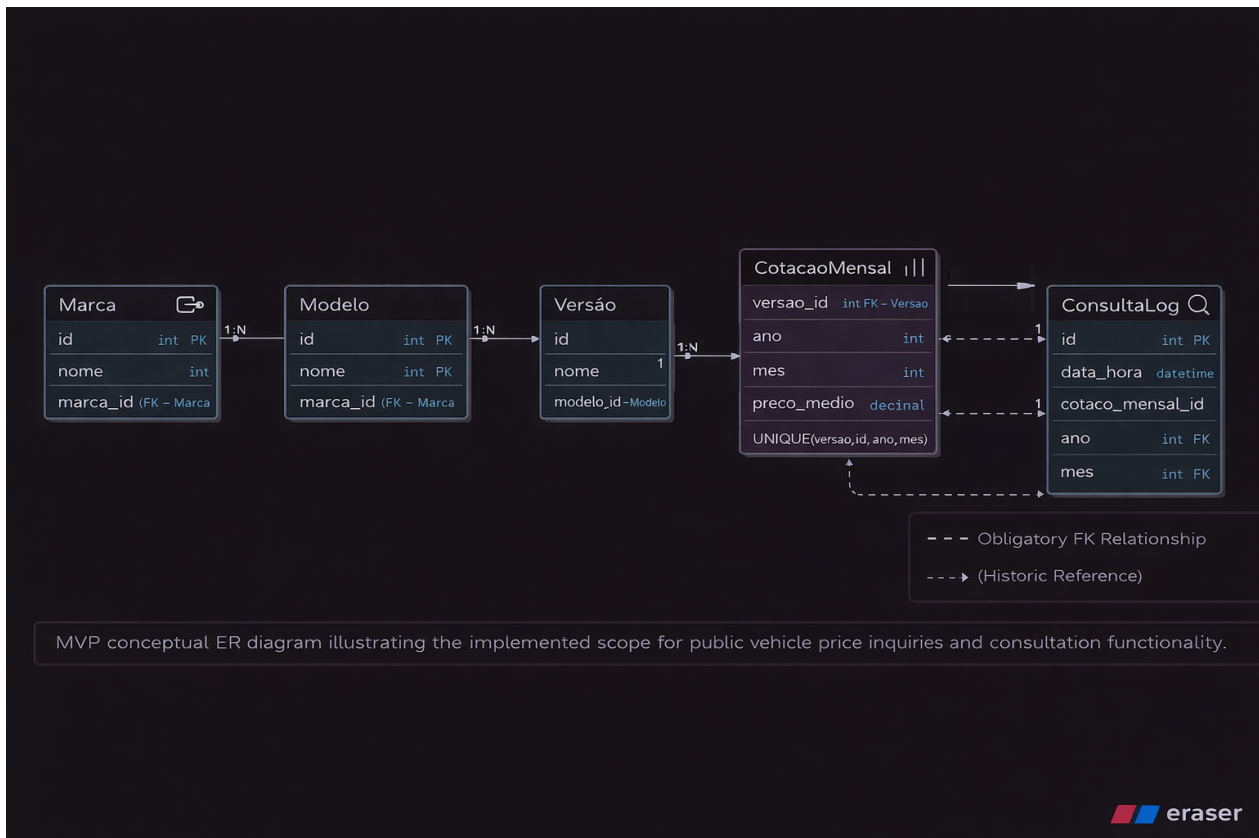 Marca
id int PK
nome int
marca_id (FK – Marca
1:N
Modelo
id int PK
nome int PK
marca_id (FK – Marca
1:N
Versáo
id
nome 1
modelo_id–Modelo
1:N
CotacaoMensal
versao_id int FK – Versao
ano int
mes int
preco_medio decinal
UNIQUE(versao,id, ano, mes)
1
1
ConsultaLog
id int PK
data_hora datetime
cotaco_mensal_id
ano int FK
mes int FK
Obligatory FK Relationship
(Historic Reference)
MVP conceptual ER diagram illustrating the implemented scope for public vehicle price inquiries and consultation functionality.
eraser